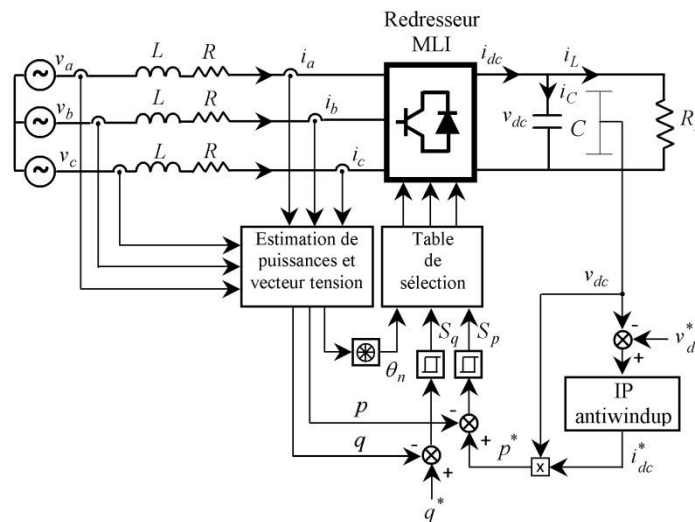 Redresseur
MLI
v_a L R i_a i_dc i_L
i_C
v_b L R i_b v_dc C R
v_c L R i_c
Estimation de
puissances et
vecteur tension
Table
de
sélection
v_dc
S_q S_p
- v_d^*
+
θ_n
IP
antiwindup
p - + p^* x i_dc^*
q - +
q^*